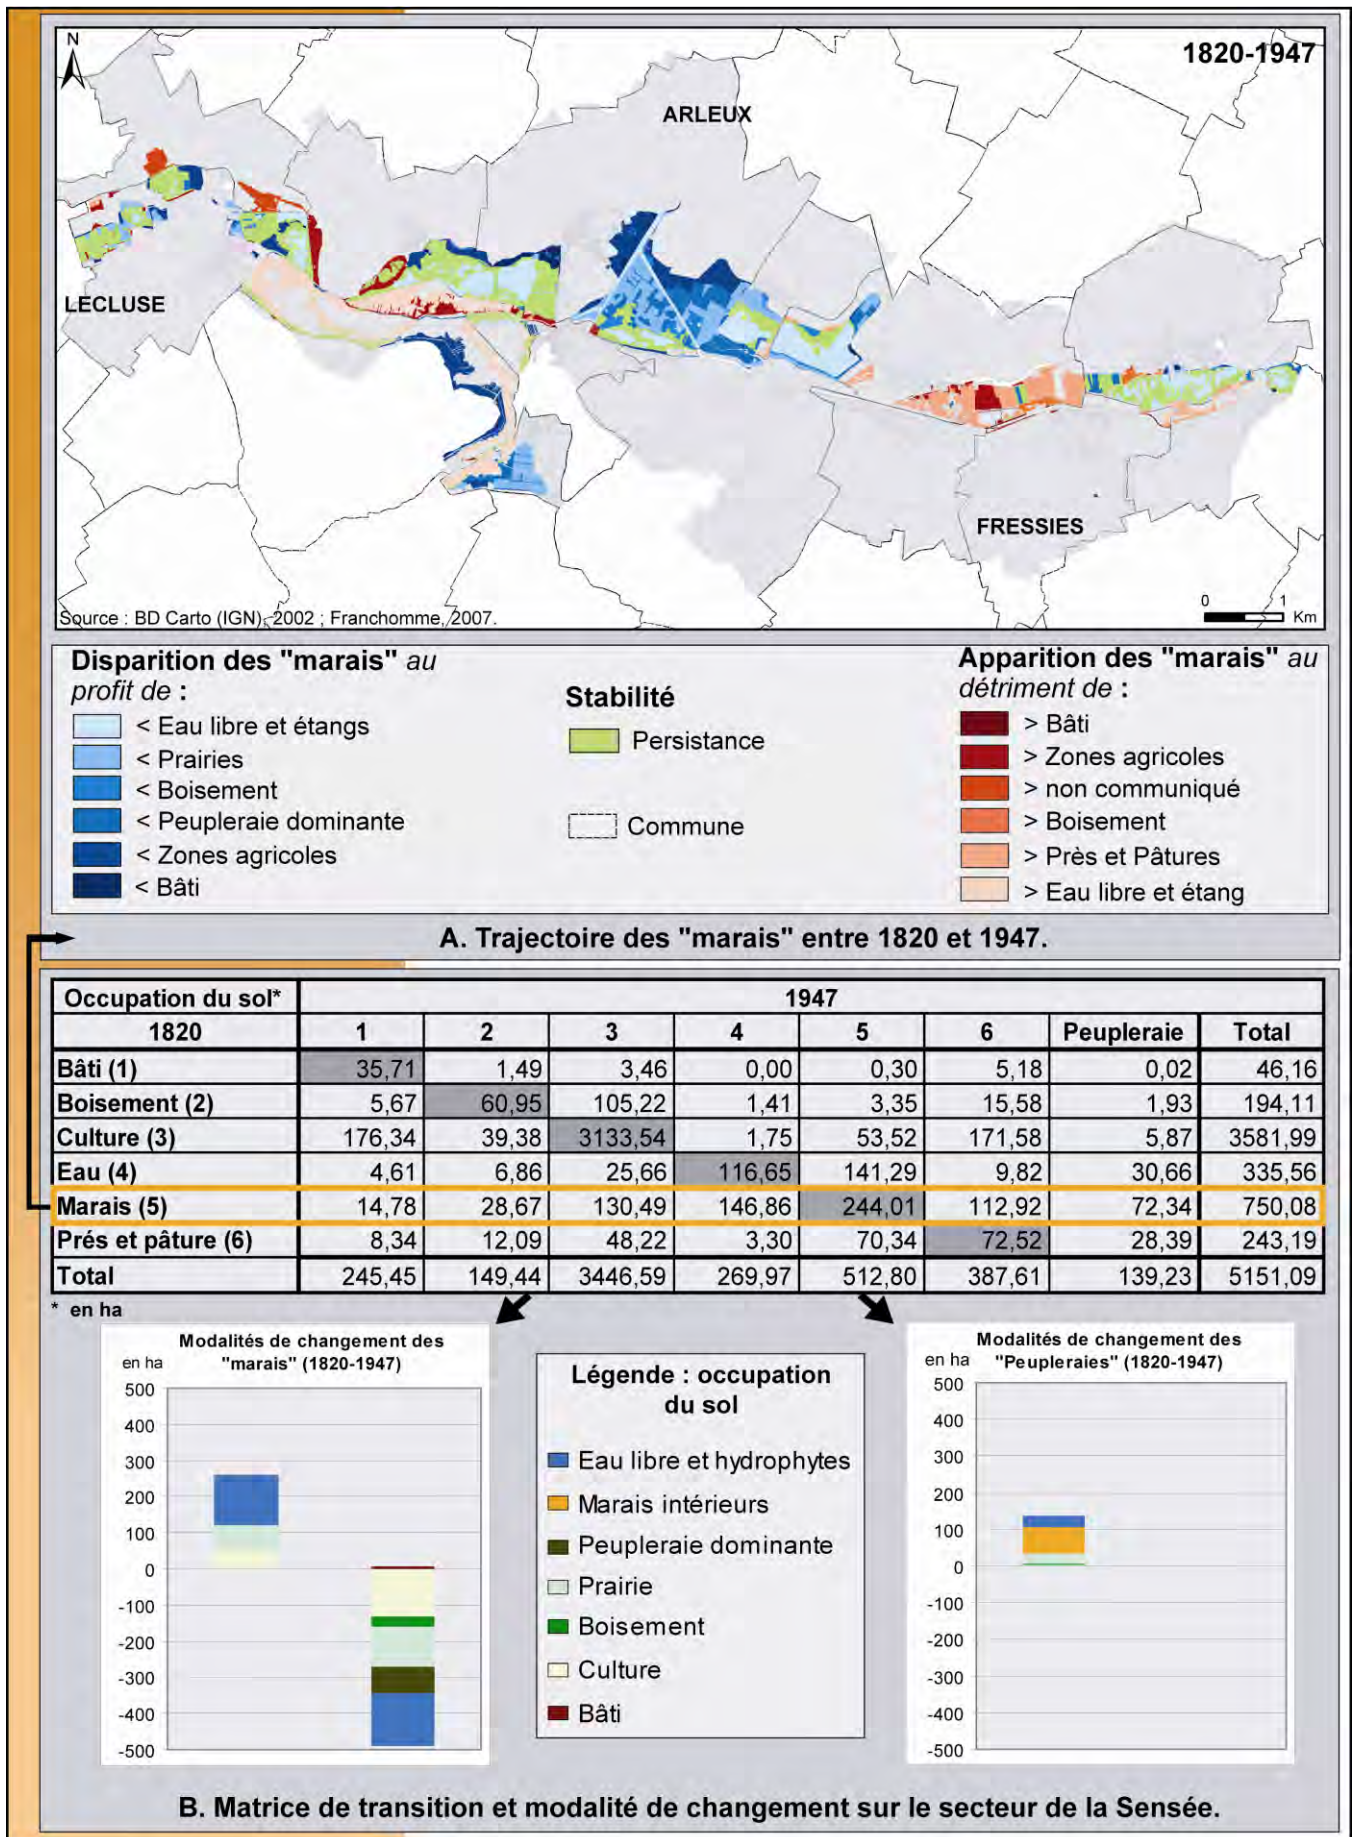 N
1820-1947
ARLEUX
LECLUSE
FRESSIES
0 1
Km
Source : BD Carto (IGN), 2002 ; Franchomme, 2007.
Disparition des "marais" au
profit de :
< Eau libre et étangs
< Prairies
< Boisement
< Peupleraie dominante
< Zones agricoles
< Bâti
Stabilité
Persistance
Commune
Apparition des "marais" au
détriment de :
> Bâti
> Zones agricoles
> non communiqué
> Boisement
> Près et Pâtures
> Eau libre et étang
A. Trajectoire des "marais" entre 1820 et 1947.
Occupation du sol* 1947
1820 1 2 3 4 5 6 Peupleraie Total
Bâti (1) 35,71 1,49 3,46 0,00 0,30 5,18 0,02 46,16
Boisement (2) 5,67 60,95 105,22 1,41 3,35 15,58 1,93 194,11
Culture (3) 176,34 39,38 3133,54 1,75 53,52 171,58 5,87 3581,99
Eau (4) 4,61 6,86 25,66 116,65 141,29 9,82 30,66 335,56
Marais (5) 14,78 28,67 130,49 146,86 244,01 112,92 72,34 750,08
Prés et pâture (6) 8,34 12,09 48,22 3,30 70,34 72,52 28,39 243,19
Total 245,45 149,44 3446,59 269,97 512,80 387,61 139,23 5151,09
* en ha
Modalités de changement des
en ha "marais" (1820-1947)
500
400
300
200
100
0
-100
-200
-300
-400
-500
Légende : occupation
du sol
Eau libre et hydrophytes
Marais intérieurs
Peupleraie dominante
Prairie
Boisement
Culture
Bâti
Modalités de changement des
en ha "Peupleraies" (1820-1947)
500
400
300
200
100
0
-100
-200
-300
-400
-500
B. Matrice de transition et modalité de changement sur le secteur de la Sensée.